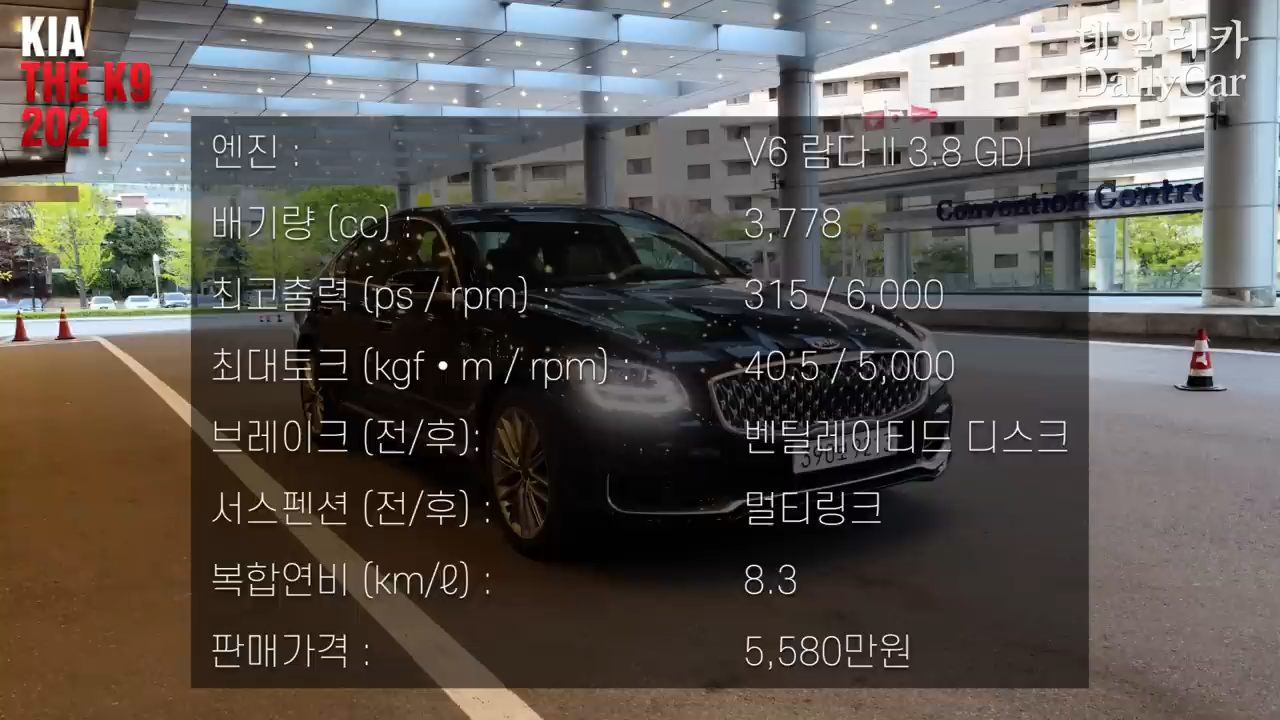 KIA
THE K9
2021
데일리카
DailyCar
Convention Centre
엔진 : V6 람다 II 3.8 GDI
배기량 (cc) : 3,778
최고출력 (ps / rpm) : 315 / 6,000
최대토크 (kgf • m / rpm) : 40.5 / 5,000
브레이크 (전/후): 벤틸레이티드 디스크
서스펜션 (전/후) : 멀티링크
복합연비 (km/ℓ) : 8.3
판매가격 : 5,580만원